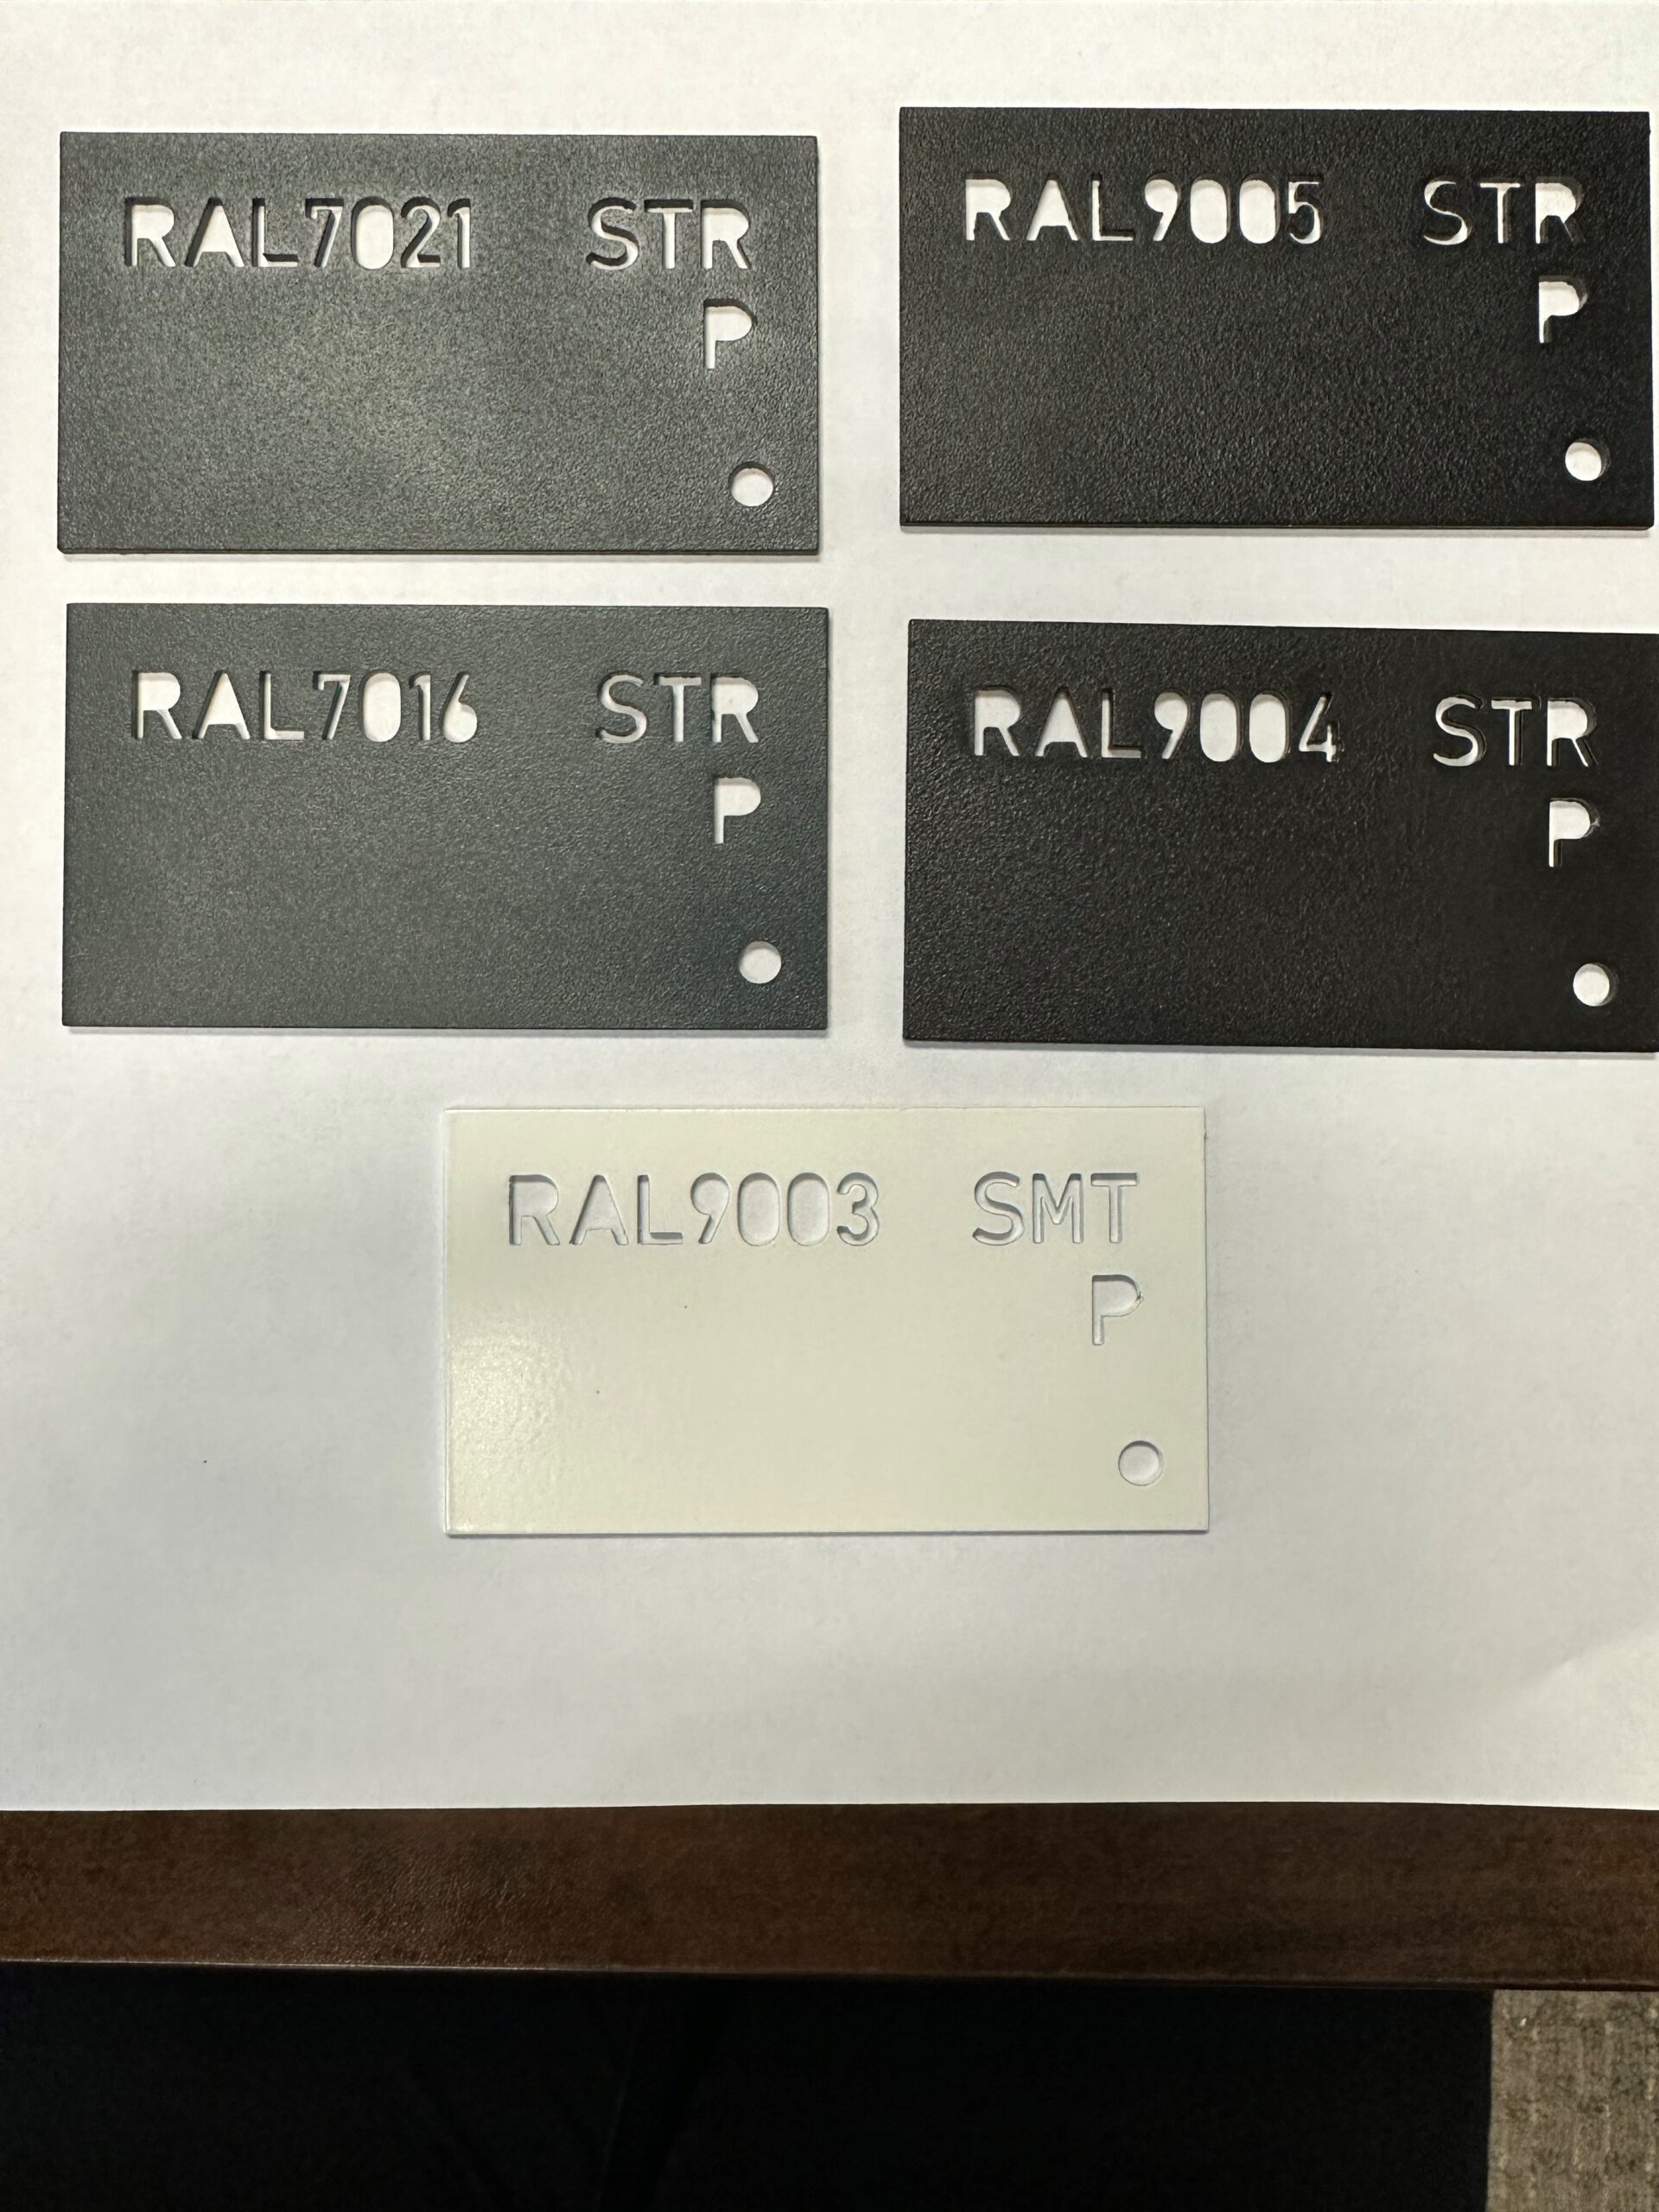 RAL7021 STR
P
RAL9005 STR
P
RAL7016 STR
P
RAL9004 STR
P
RAL9003 SMT
P